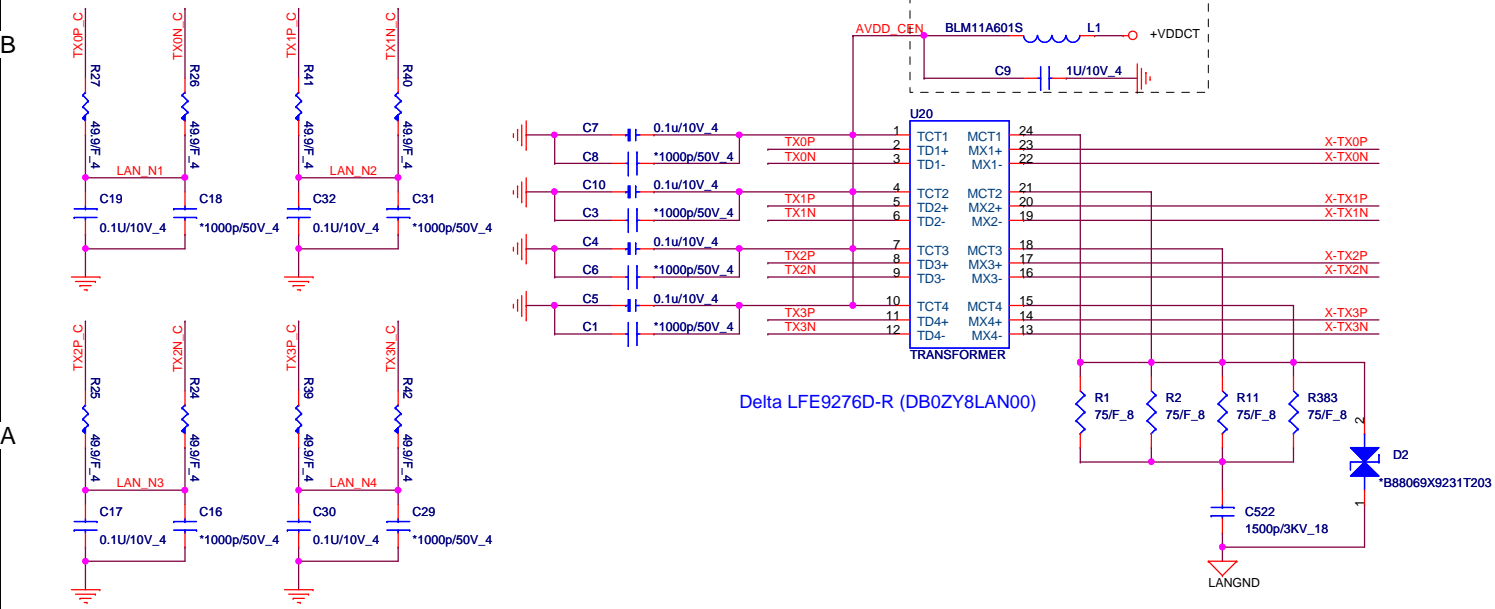 B
A
TX0P_C
TX0N_C
TX1P_C
TX1N_C
R27
R26
R41
R40
49.9/F_4
49.9/F_4
49.9/F_4
49.9/F_4
LAN_N1
LAN_N2
C19
C18
C32
C31
0.1U/10V_4
*1000p/50V_4
0.1U/10V_4
*1000p/50V_4
TX2P_C
TX2N_C
TX3P_C
TX3N_C
R25
R24
R39
R42
49.9/F_4
49.9/F_4
49.9/F_4
49.9/F_4
LAN_N3
LAN_N4
C17
C16
C30
C29
0.1U/10V_4
*1000p/50V_4
0.1U/10V_4
*1000p/50V_4
AVDD_CEN
BLM11A601S
L1
+VDDCT
C9
1U/10V_4
C7
0.1u/10V_4
C8
*1000p/50V_4
C10
0.1u/10V_4
C3
*1000p/50V_4
C4
0.1u/10V_4
C6
*1000p/50V_4
C5
0.1u/10V_4
C1
*1000p/50V_4
TX0P
TX0N
TX1P
TX1N
TX2P
TX2N
TX3P
TX3N
U20
1 TCT1 MCT1 24
2 TD1+ MX1+ 23
3 TD1- MX1- 22
4 TCT2 MCT2 21
5 TD2+ MX2+ 20
6 TD2- MX2- 19
7 TCT3 MCT3 18
8 TD3+ MX3+ 17
9 TD3- MX3- 16
10 TCT4 MCT4 15
11 TD4+ MX4+ 14
12 TD4- MX4- 13
TRANSFORMER
X-TX0P
X-TX0N
X-TX1P
X-TX1N
X-TX2P
X-TX2N
X-TX3P
X-TX3N
Delta LFE9276D-R (DB0ZY8LAN00)
R1
75/F_8
R2
75/F_8
R11
75/F_8
R383
75/F_8
2
D2
*B88069X9231T203
1
C522
1500p/3KV_18
LANGND